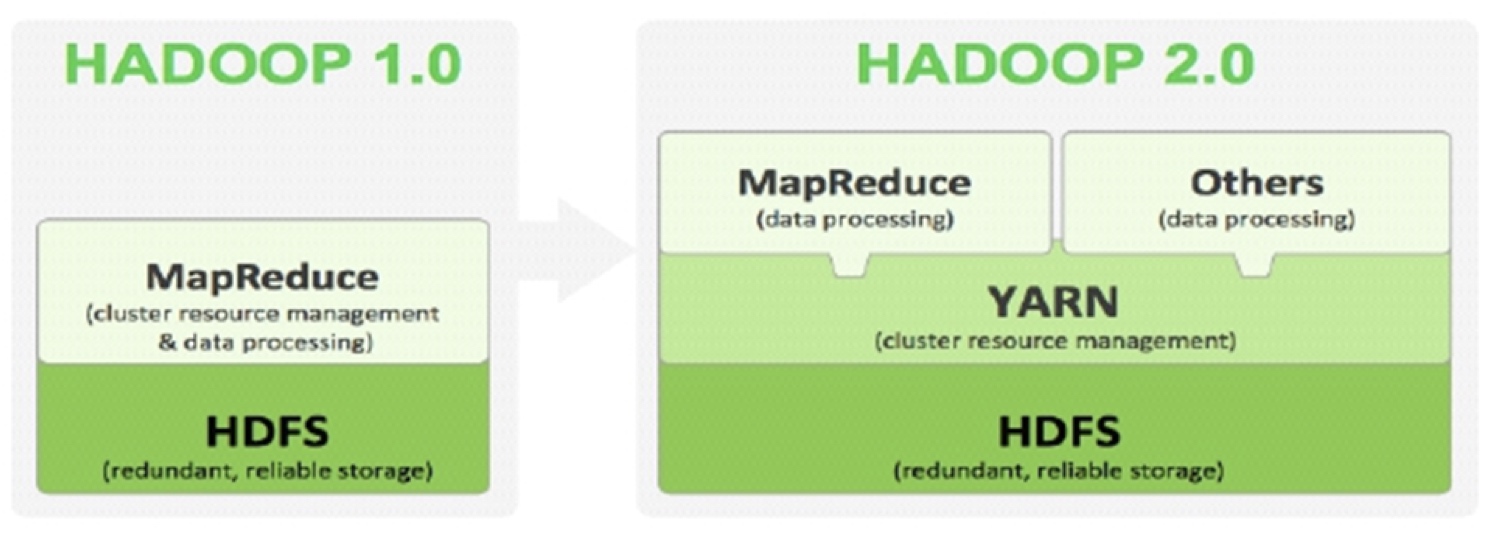 HADOOP 1.0
MapReduce
(cluster resource management
& data processing)
HDFS
(redundant, reliable storage)
HADOOP 2.0
MapReduce
(data processing)
Others
(data processing)
YARN
(cluster resource management)
HDFS
(redundant, reliable storage)